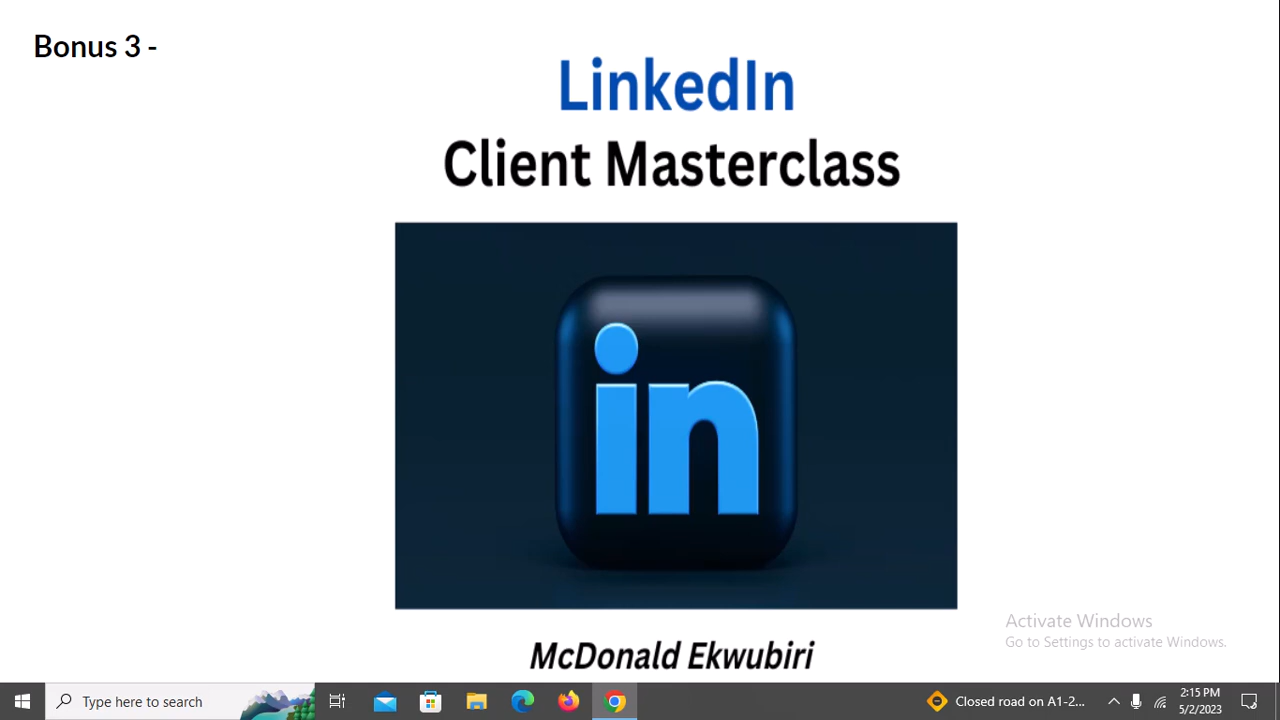 Bonus 3 -
LinkedIn
Client Masterclass
in
McDonald Ekwubiri
Activate Windows
Go to Settings to activate Windows.
Type here to search
Closed road on A1-2...
2:15 PM
5/2/2023